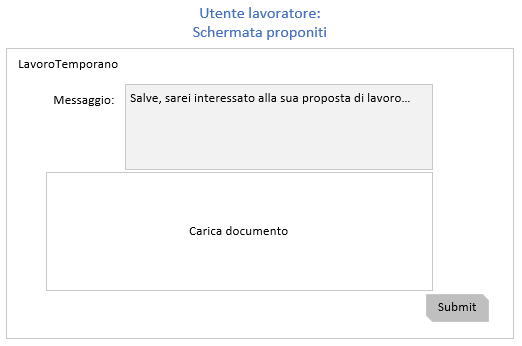 Utente lavoratore:
Schermata proponiti
LavoroTemporano
Messaggio: Salve, sarei interessato alla sua proposta di lavoro...
Carica documento
Submit